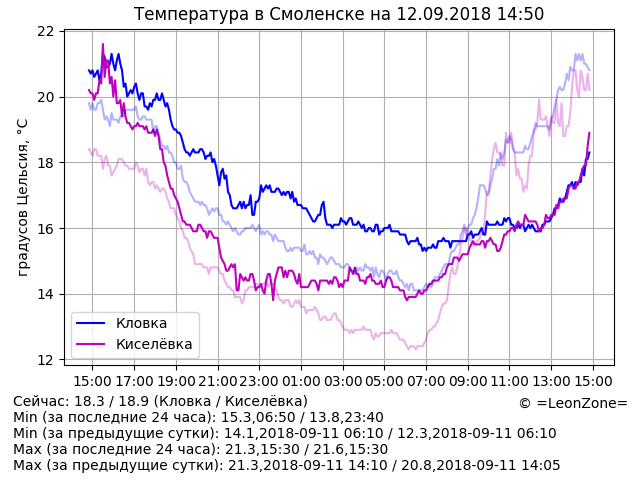 Температура в Смоленске на 12.09.2018 14:50
градусов Цельсия, °C
22
20
18
16
14
12
Кловка
Киселёвка
15:00 17:00 19:00 21:00 23:00 01:00 03:00 05:00 07:00 09:00 11:00 13:00 15:00
© =LeonZone=
Сейчас: 18.3 / 18.9 (Кловка / Киселёвка)
Min (за последние 24 часа): 15.3,06:50 / 13.8,23:40
Min (за предыдущие сутки): 14.1,2018-09-11 06:10 / 12.3,2018-09-11 06:10
Max (за последние 24 часа): 21.3,15:30 / 21.6,15:30
Max (за предыдущие сутки): 21.3,2018-09-11 14:10 / 20.8,2018-09-11 14:05